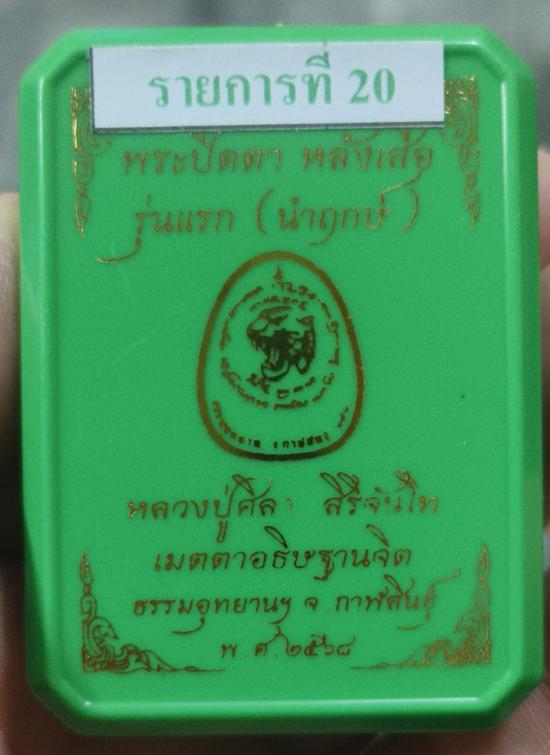 รายการที่ 20
พระปิดตา หลังเสือ
รุ่นแรก (นำฤกษ์)
หลวงปู่ศิลา สิริจันโท
เมตตาอธิษฐานจิต
ธรรมอุทยานฯ จ.กาฬสินธุ์
พ.ศ.๒๕๖๘